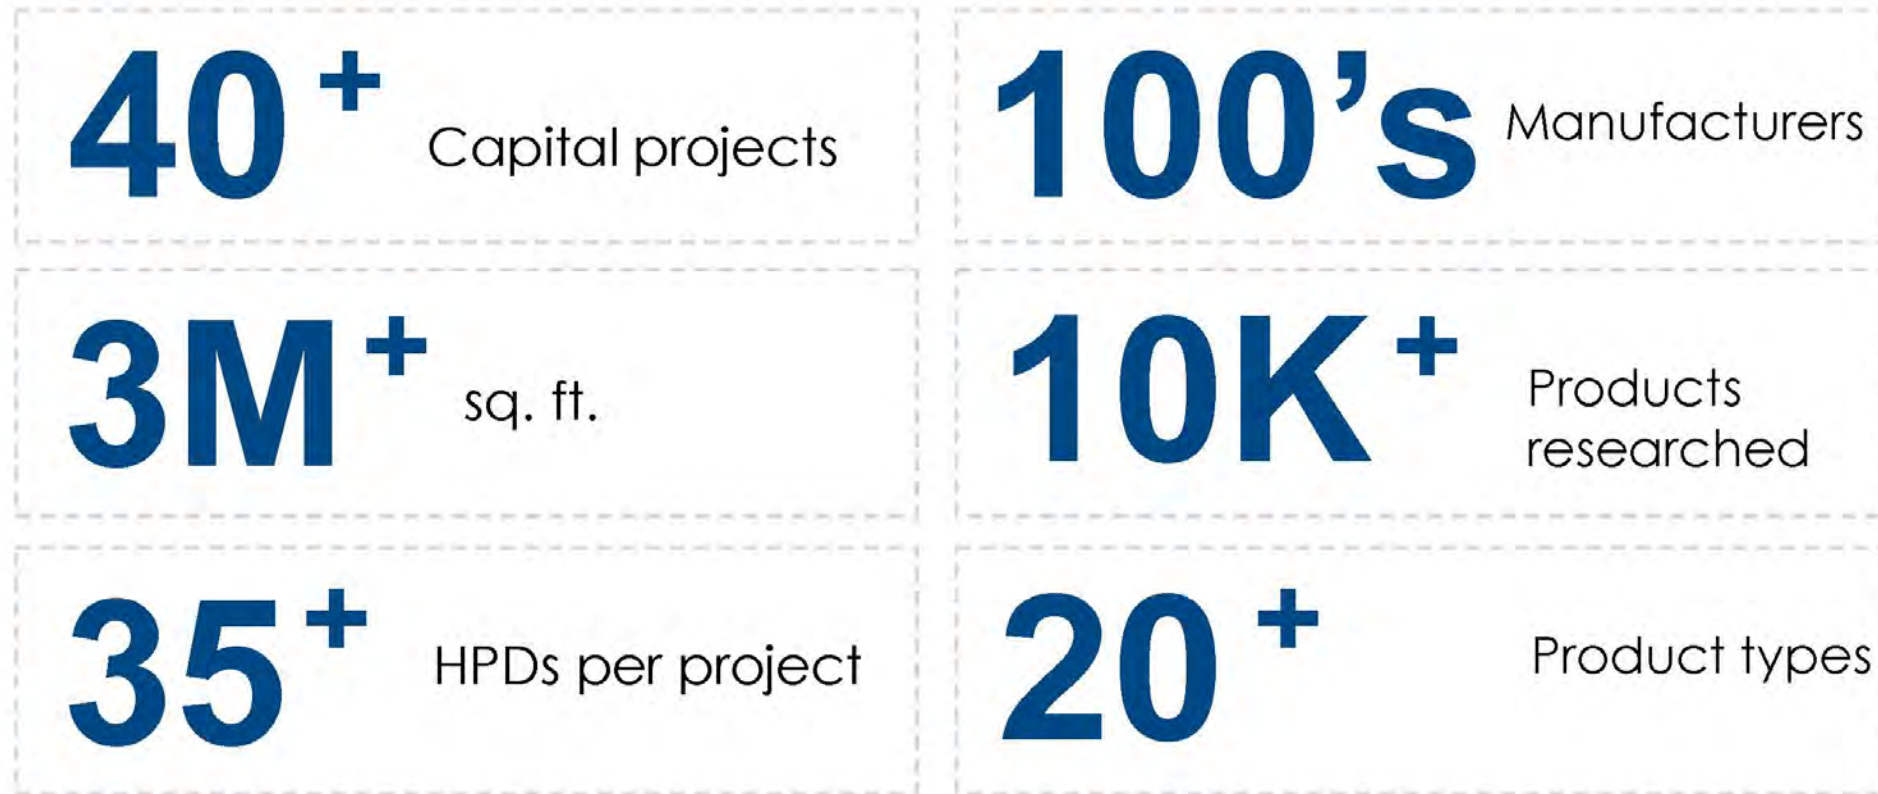 40+ Capital projects
100’s Manufacturers
3M+ sq. ft.
10K+ Products
researched
35+ HPDs per project
20+ Product types